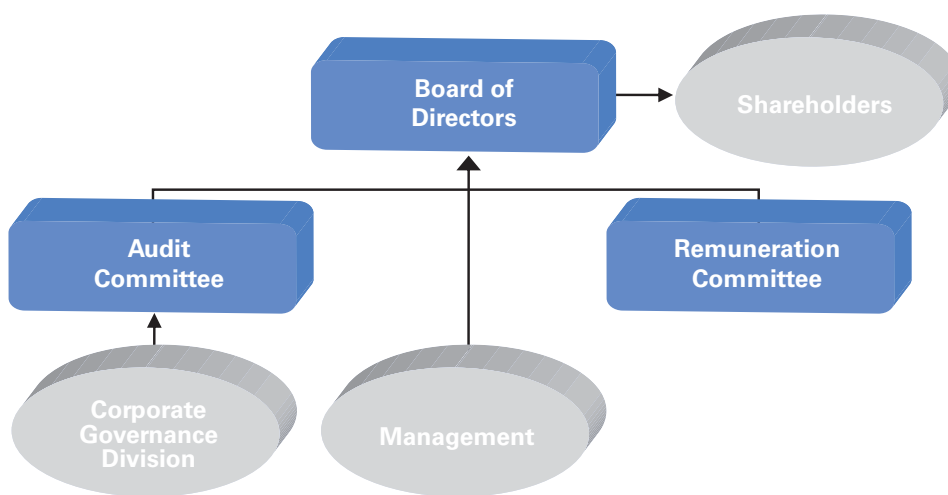 Board of
Directors
Shareholders
Audit
Committee
Remuneration
Committee
Corporate
Governance
Division
Management